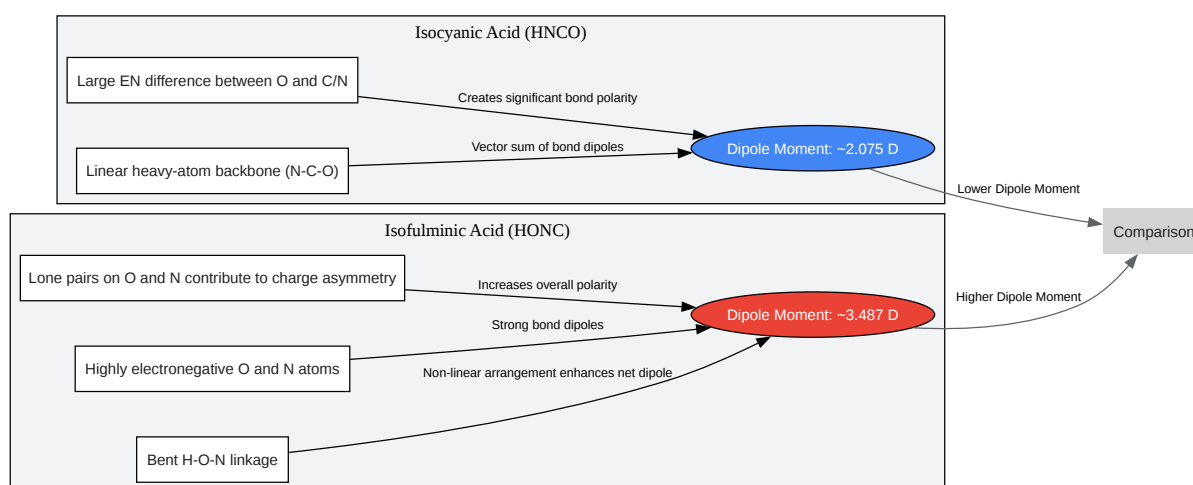 Isocyanic Acid (HNCO)
Large EN difference between O and C/N
Creates significant bond polarity
Linear heavy-atom backbone (N-C-O)
Vector sum of bond dipoles
Dipole Moment: ~2.075 D
Lower Dipole Moment
Isofulminic Acid (HONC)
Lone pairs on O and N contribute to charge asymmetry
Increases overall polarity
Highly electronegative O and N atoms
Strong bond dipoles
Bent H-O-N linkage
Non-linear arrangement enhances net dipole
Dipole Moment: ~3.487 D
Higher Dipole Moment
Comparison